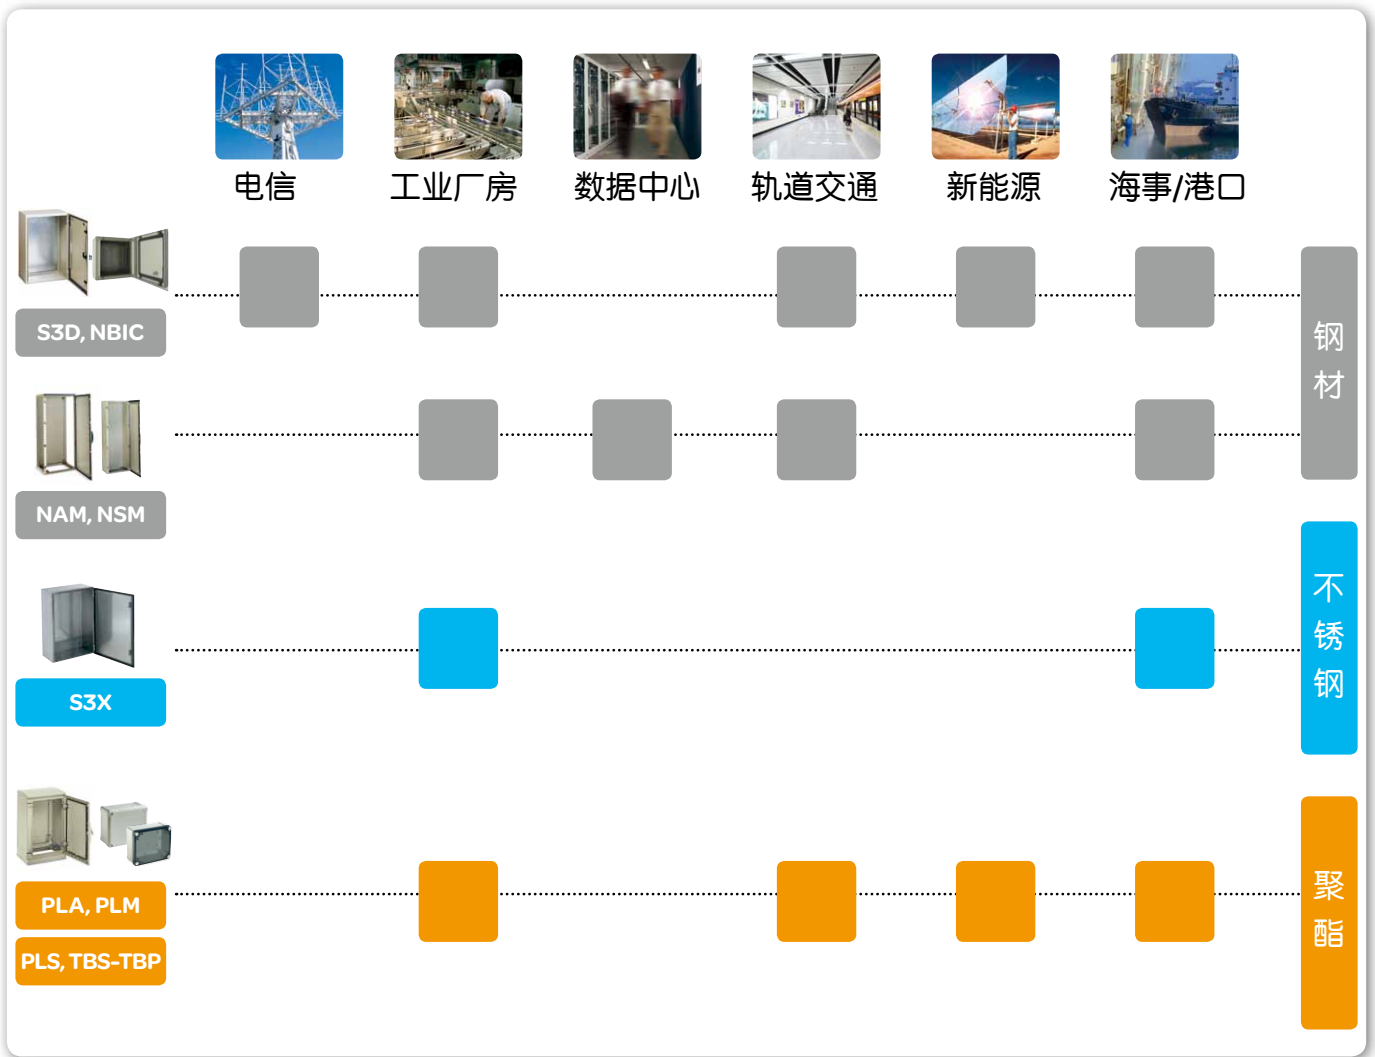 电信
工业厂房
数据中心
轨道交通
新能源
海事/港口
S3D, NBIC
钢材
NAM, NSM
不锈钢
S3X
聚酯
PLA, PLM
PLS, TBS-TBP